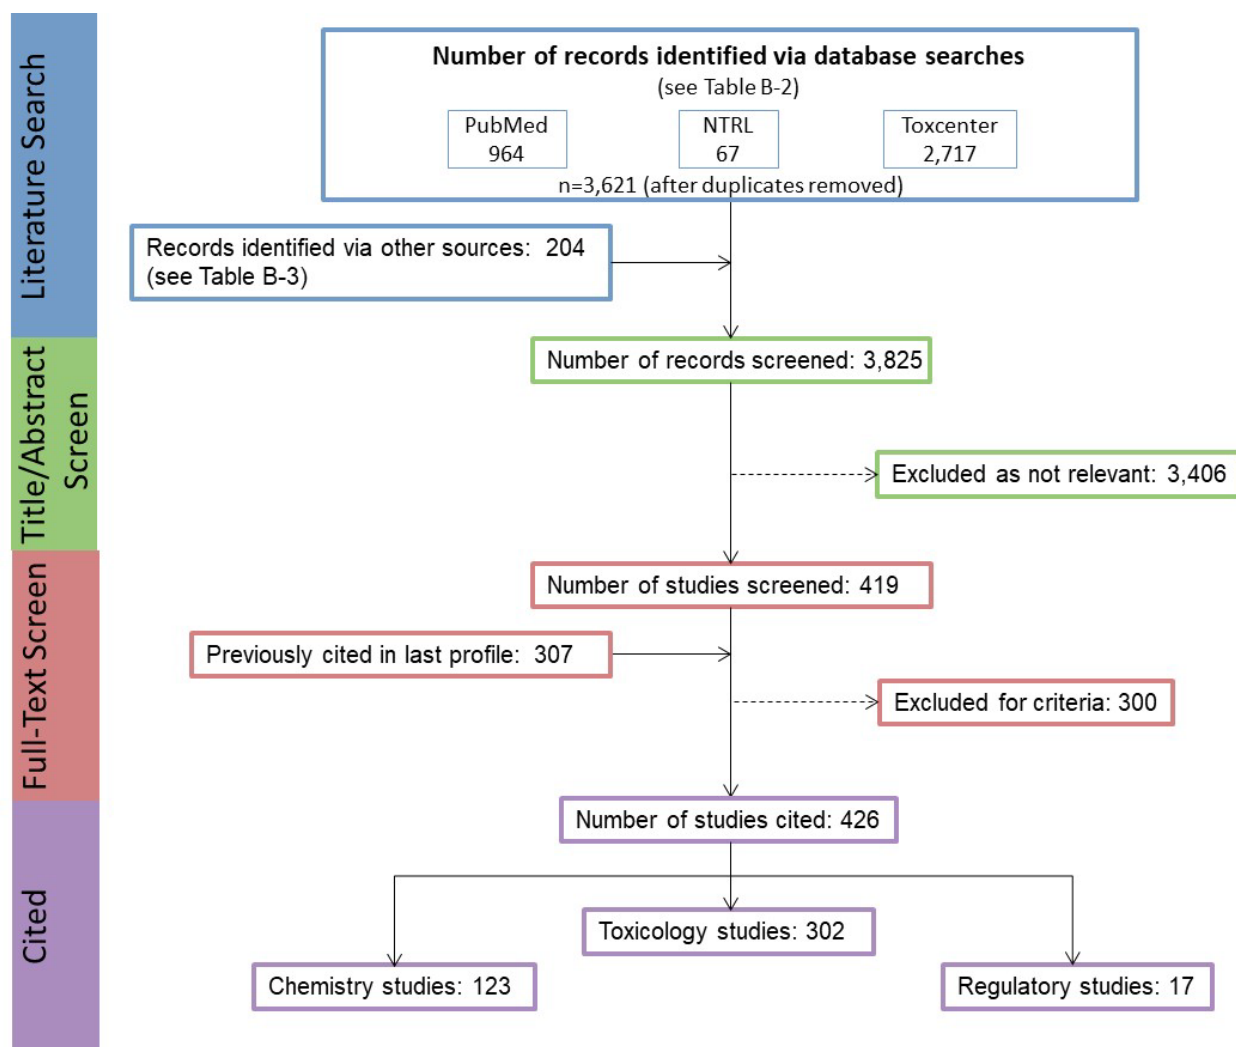 Literature Search
Number of records identified via database searches
(see Table B-2)
PubMed
964
NTRL
67
Toxcenter
2,717
n=3,621 (after duplicates removed)
Records identified via other sources: 204
(see Table B-3)
Title/Abstract
Screen
Number of records screened: 3,825
Excluded as not relevant: 3,406
Full-Text Screen
Number of studies screened: 419
Previously cited in last profile: 307
Excluded for criteria: 300
Cited
Number of studies cited: 426
Toxicology studies: 302
Chemistry studies: 123
Regulatory studies: 17